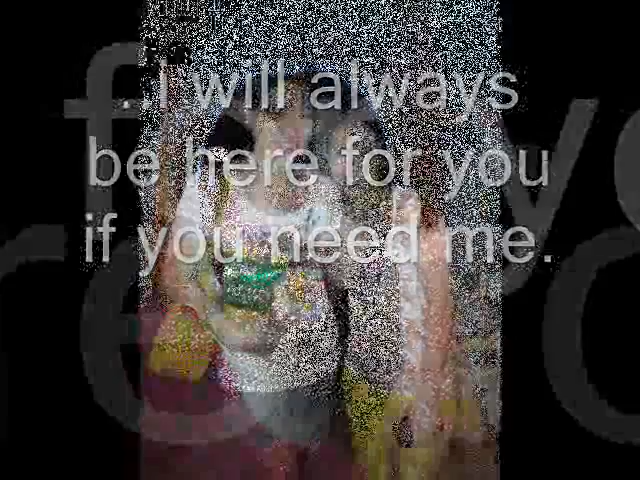 ...I will always
be here for you
if you need me.